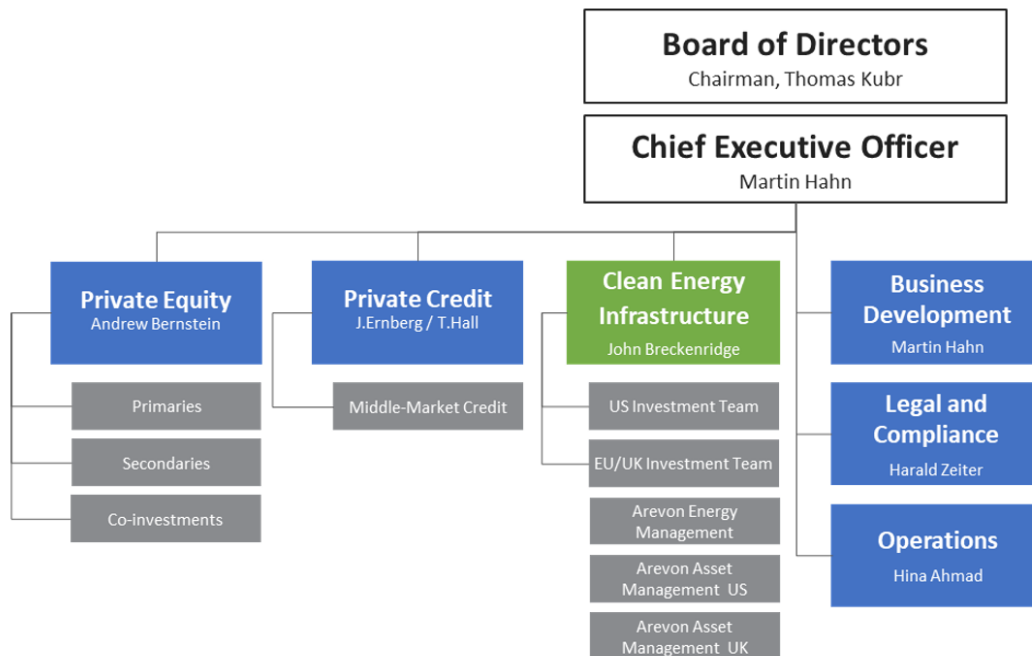 Board of Directors
Chairman, Thomas Kubr
Chief Executive Officer
Martin Hahn
Private Equity
Andrew Bernstein
Primaries
Secondaries
Co-investments
Private Credit
J.Ernberg / T.Hall
Middle-Market Credit
Clean Energy
Infrastructure
John Breckenridge
US Investment Team
EU/UK Investment Team
Arevon Energy
Management
Arevon Asset
Management US
Arevon Asset
Management UK
Business
Development
Martin Hahn
Legal and
Compliance
Harald Zeiter
Operations
Hina Ahmad